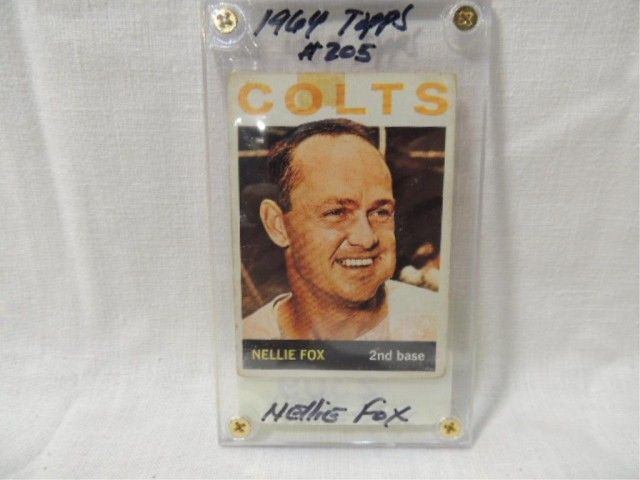 1964 Topps
#205
COLTS
NELLIE FOX 2nd base
Nellie Fox